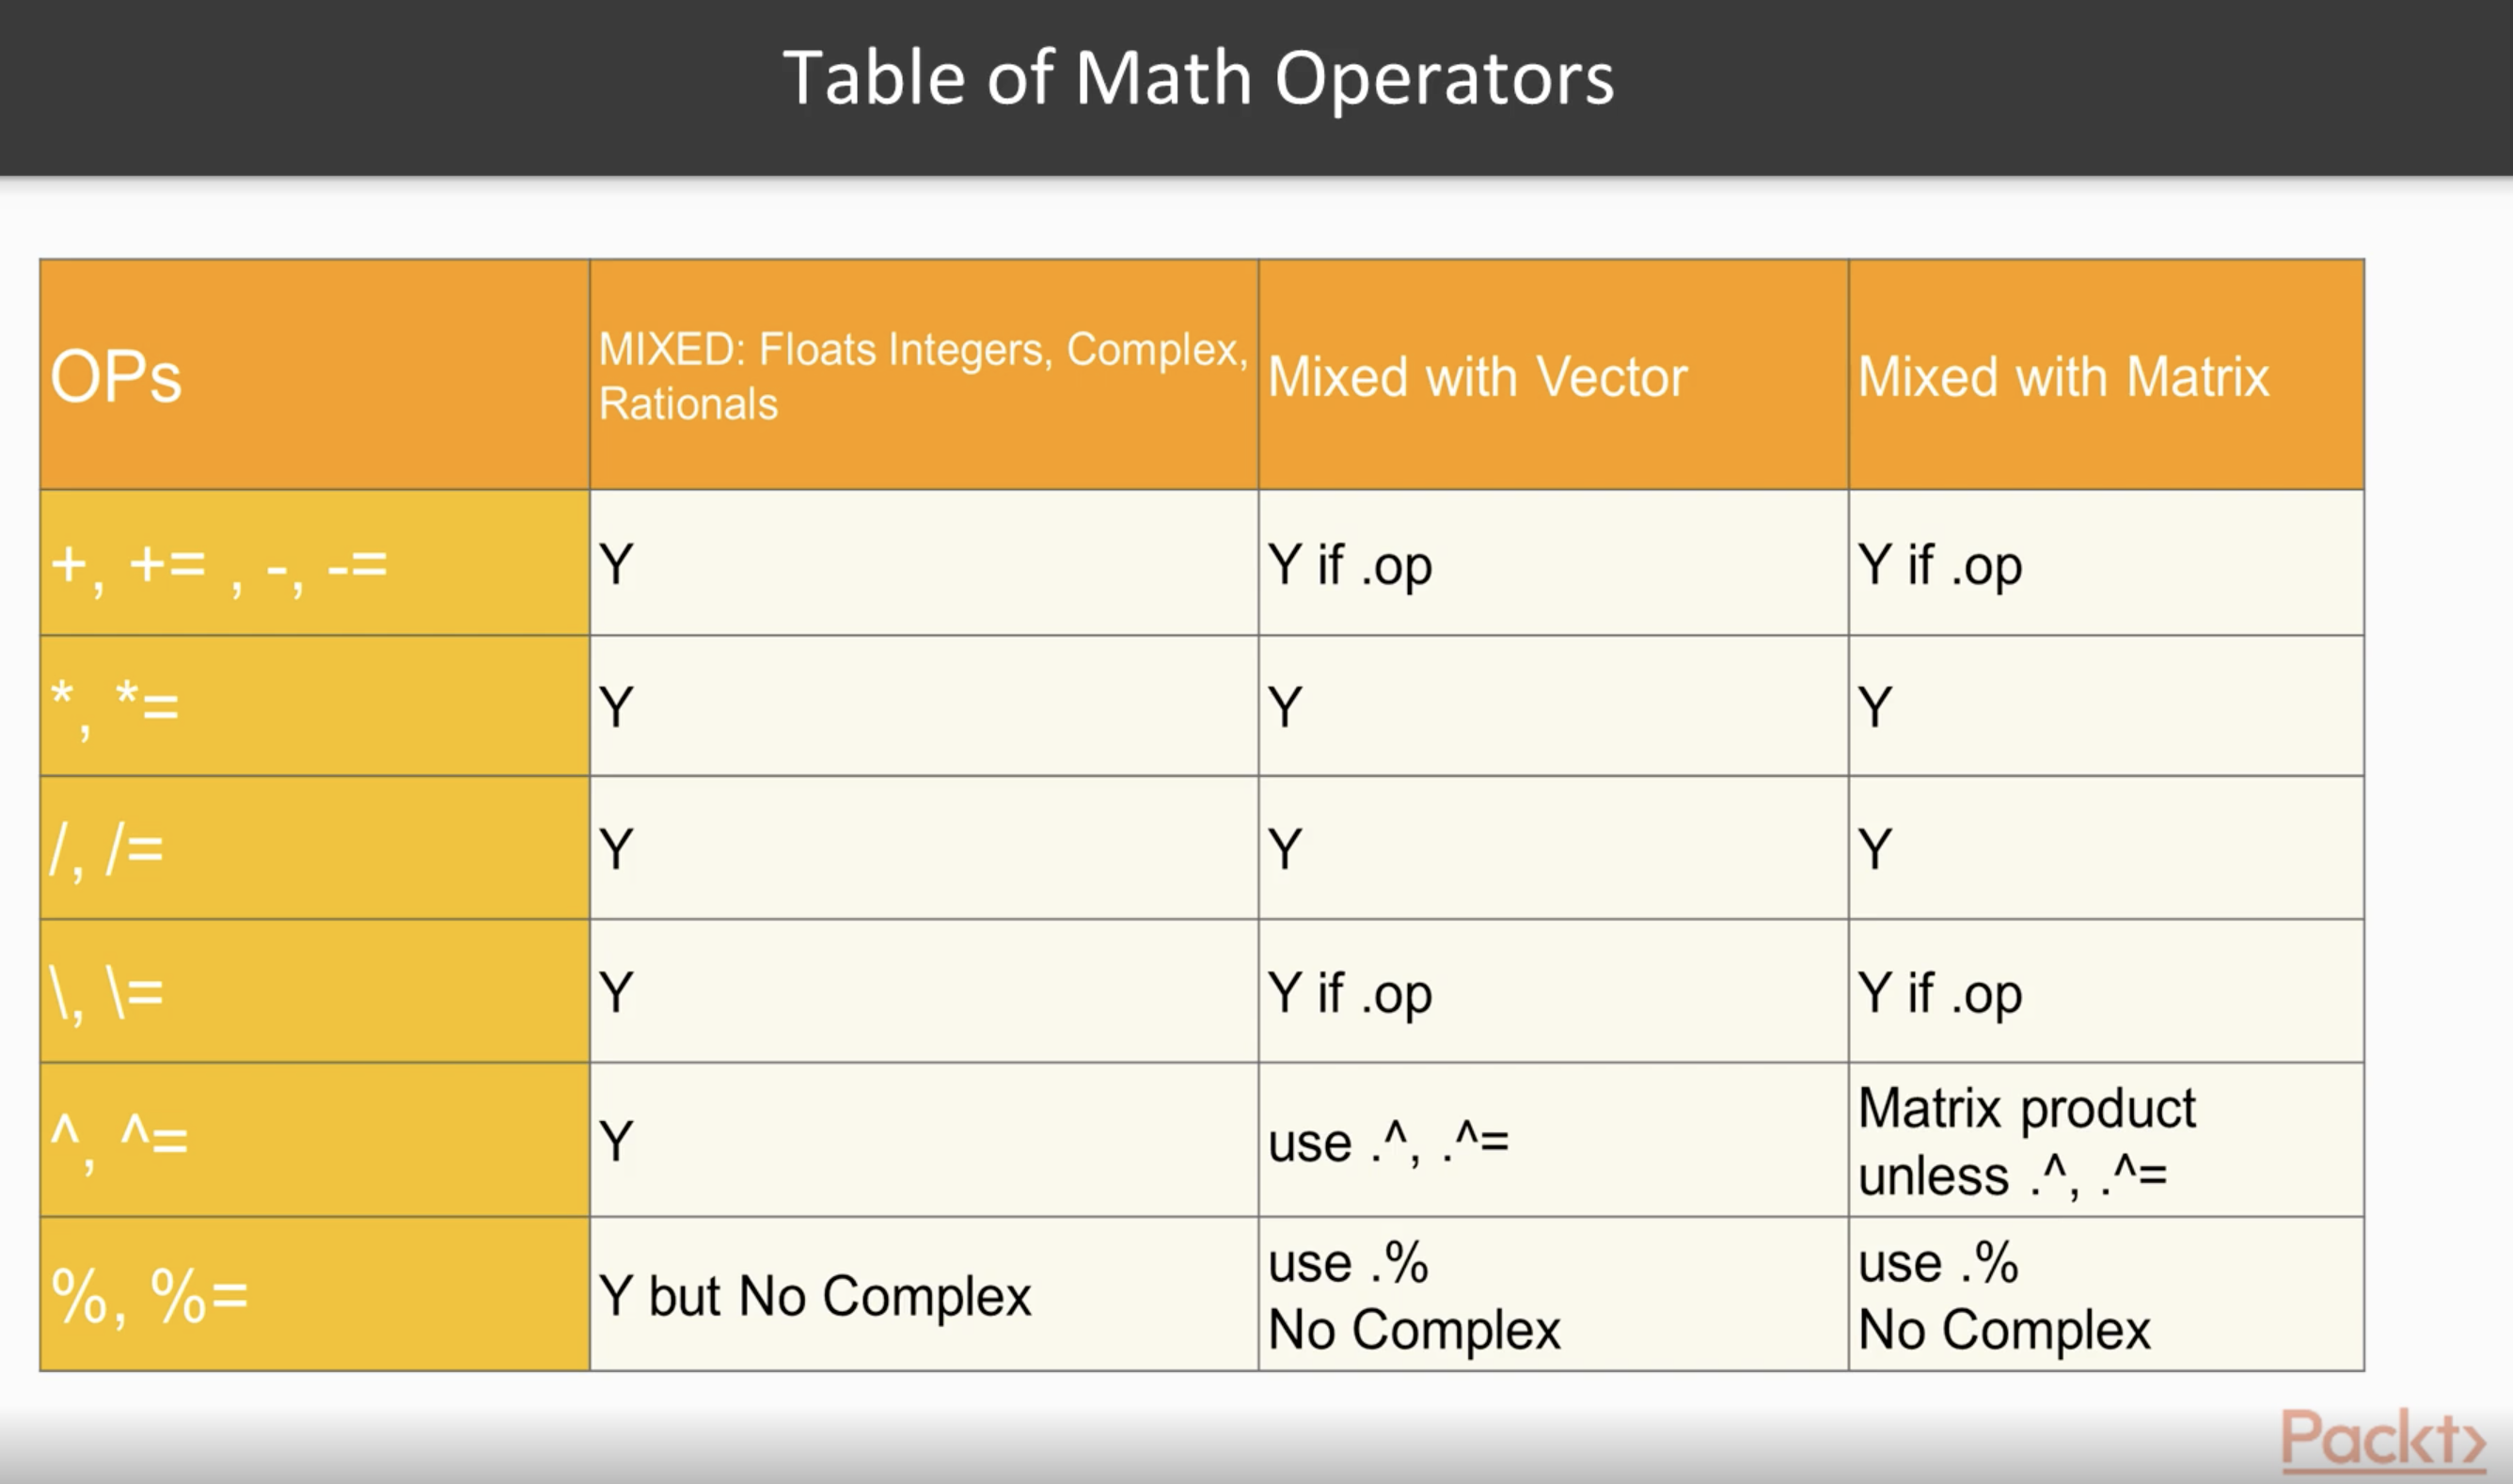 Table of Math Operators
OPs
MIXED: Floats Integers, Complex,
Rationals
Mixed with Vector
Mixed with Matrix
+, += , -, -=
Y
Y if .op
Y if .op
*, *=
Y
Y
Y
/, /=
Y
Y
Y
\, \=
Y
Y if .op
Y if .op
^, ^=
Y
use .^, .^=
Matrix product
unless .^, .^=
%, %=
Y but No Complex
use .%
No Complex
use .%
No Complex
Packt>